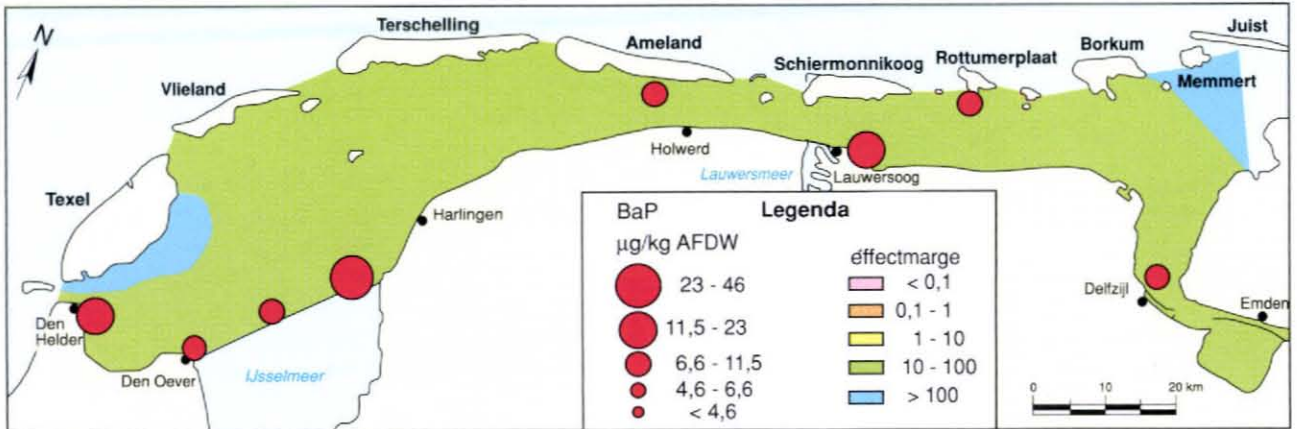 N
Terschelling
Ameland
Juist
Borkum
Rottumerplaat
Schiermonnikoog
Memmert
Vlieland
Holwerd
Lauwersmeer
Lauwersoog
Texel
Harlingen
Den
Helder
Den Oever
IJsselmeer
Delfzijl
Emden
BaP
Legenda
µg/kg AFDW
effectmarge
23 - 46
11,5 - 23
6,6 - 11,5
4,6 - 6,6
< 4,6
< 0,1
0,1 - 1
1 - 10
10 - 100
> 100
0 10 20 km